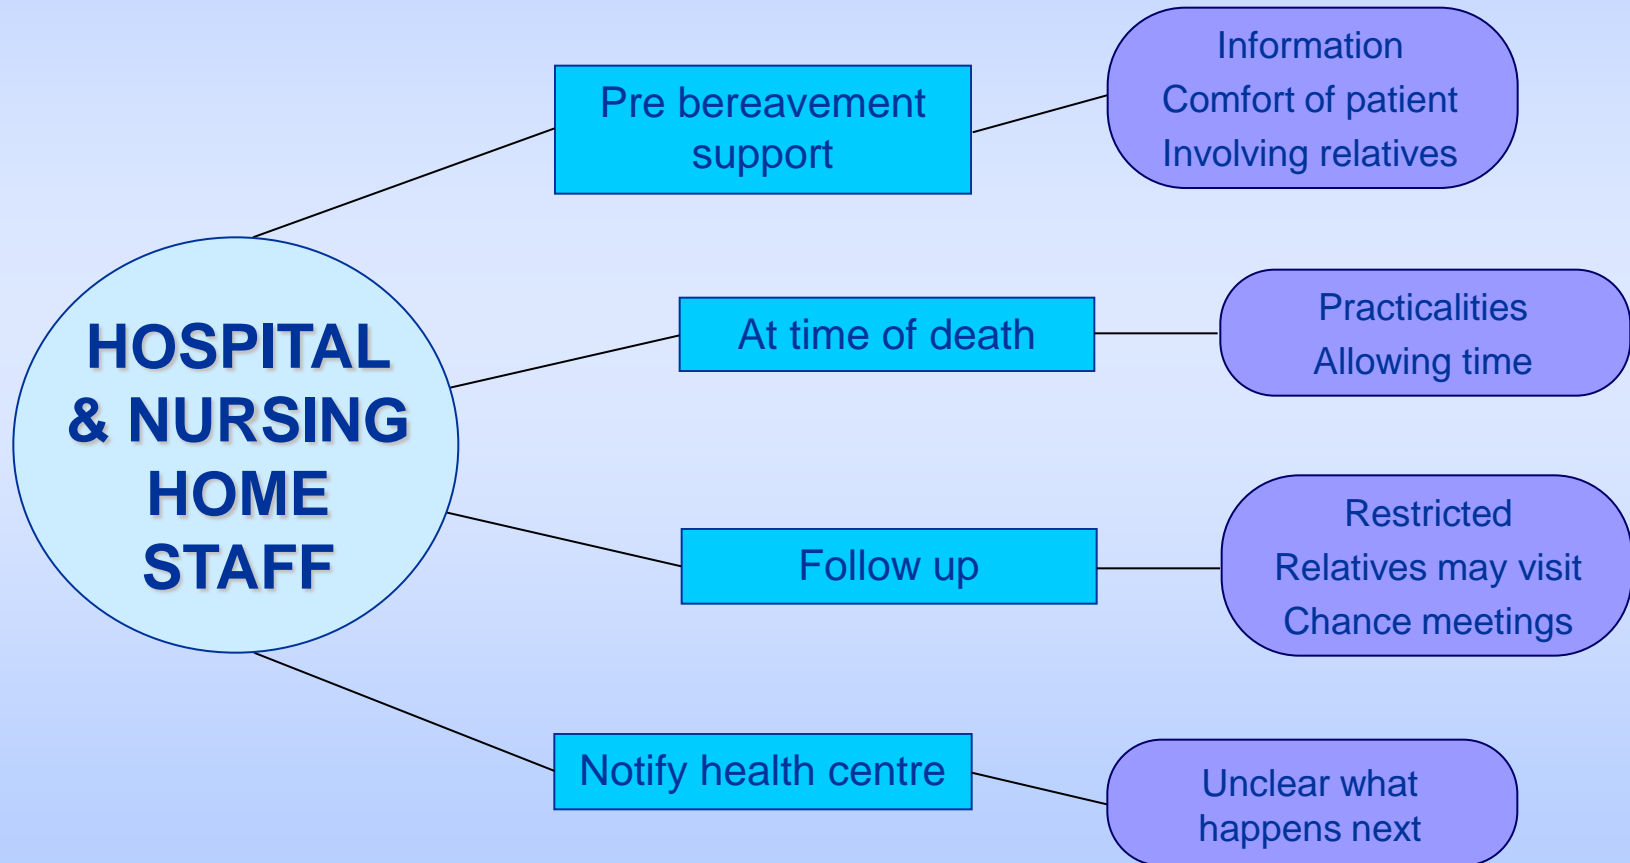 HOSPITAL
& NURSING
HOME
STAFF
Pre bereavement
support
Information
Comfort of patient
Involving relatives
At time of death
Practicalities
Allowing time
Follow up
Restricted
Relatives may visit
Chance meetings
Notify health centre
Unclear what
happens next